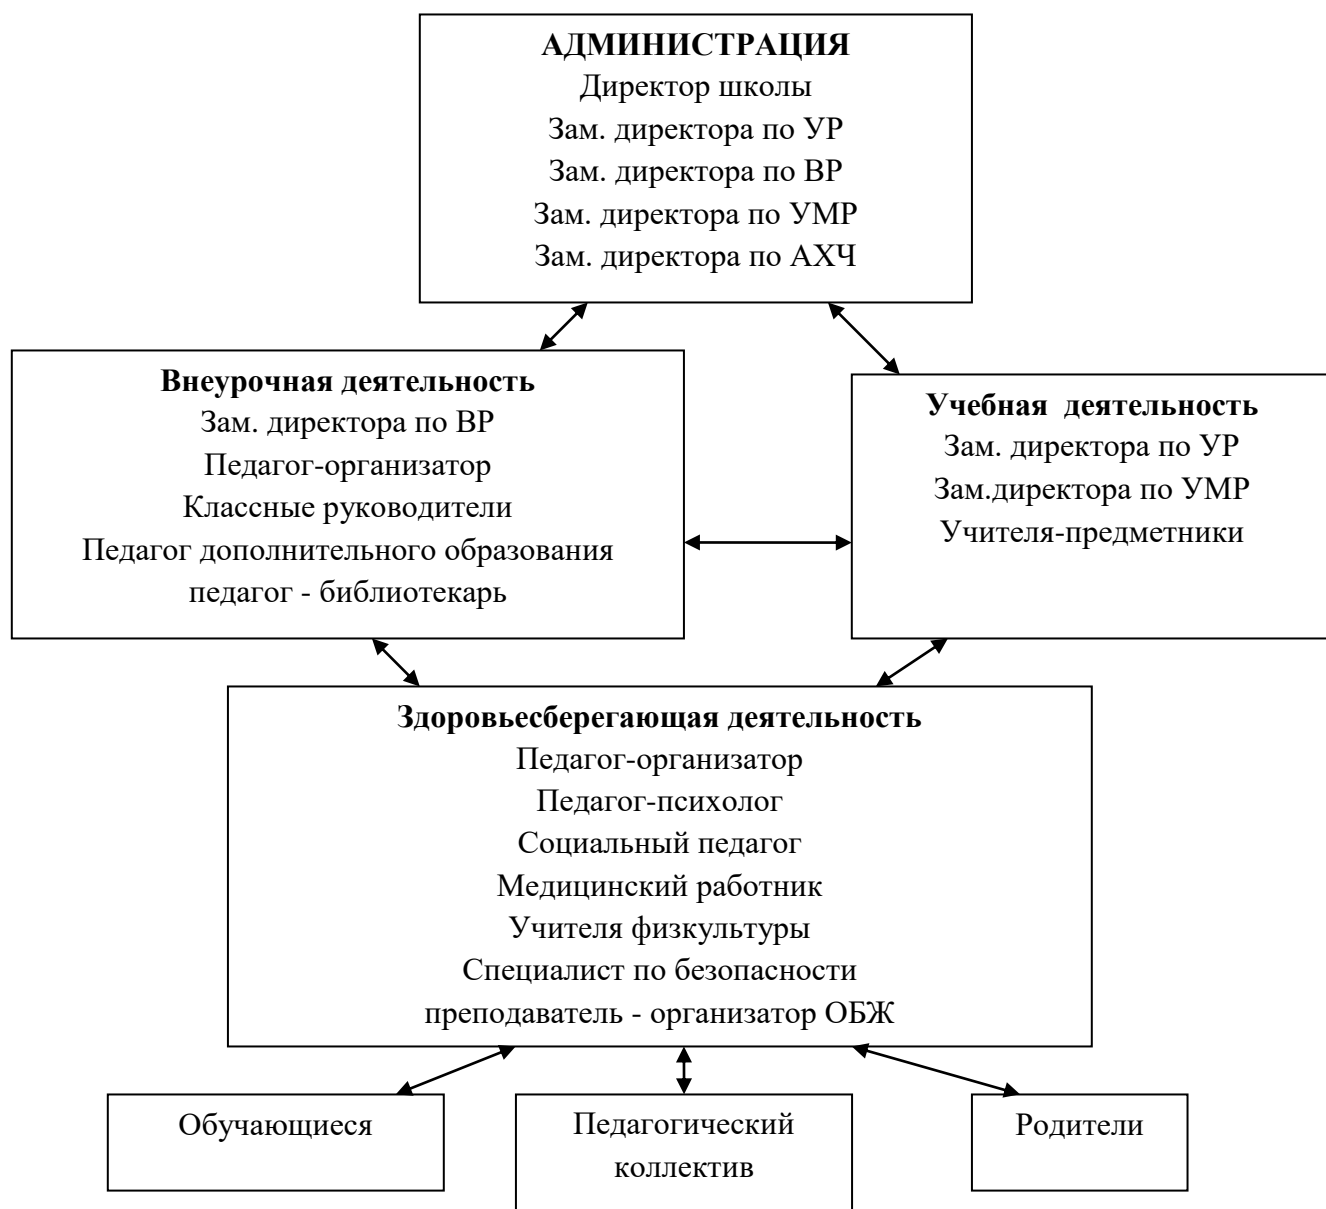 АДМИНИСТРАЦИЯ
Директор школы
Зам. директора по УР
Зам. директора по ВР
Зам. директора по УМР
Зам. директора по АХЧ
Внеурочная деятельность
Зам. директора по ВР
Педагог-организатор
Классные руководители
Педагог дополнительного образования
педагог - библиотекарь
Учебная  деятельность
Зам. директора по УР
Зам.директора по УМР
Учителя-предметники
Здоровьесберегающая деятельность
Педагог-организатор
Педагог-психолог
Социальный педагог
Медицинский работник
Учителя физкультуры
Специалист по безопасности
преподаватель - организатор ОБЖ
Обучающиеся
Педагогический
коллектив
Родители